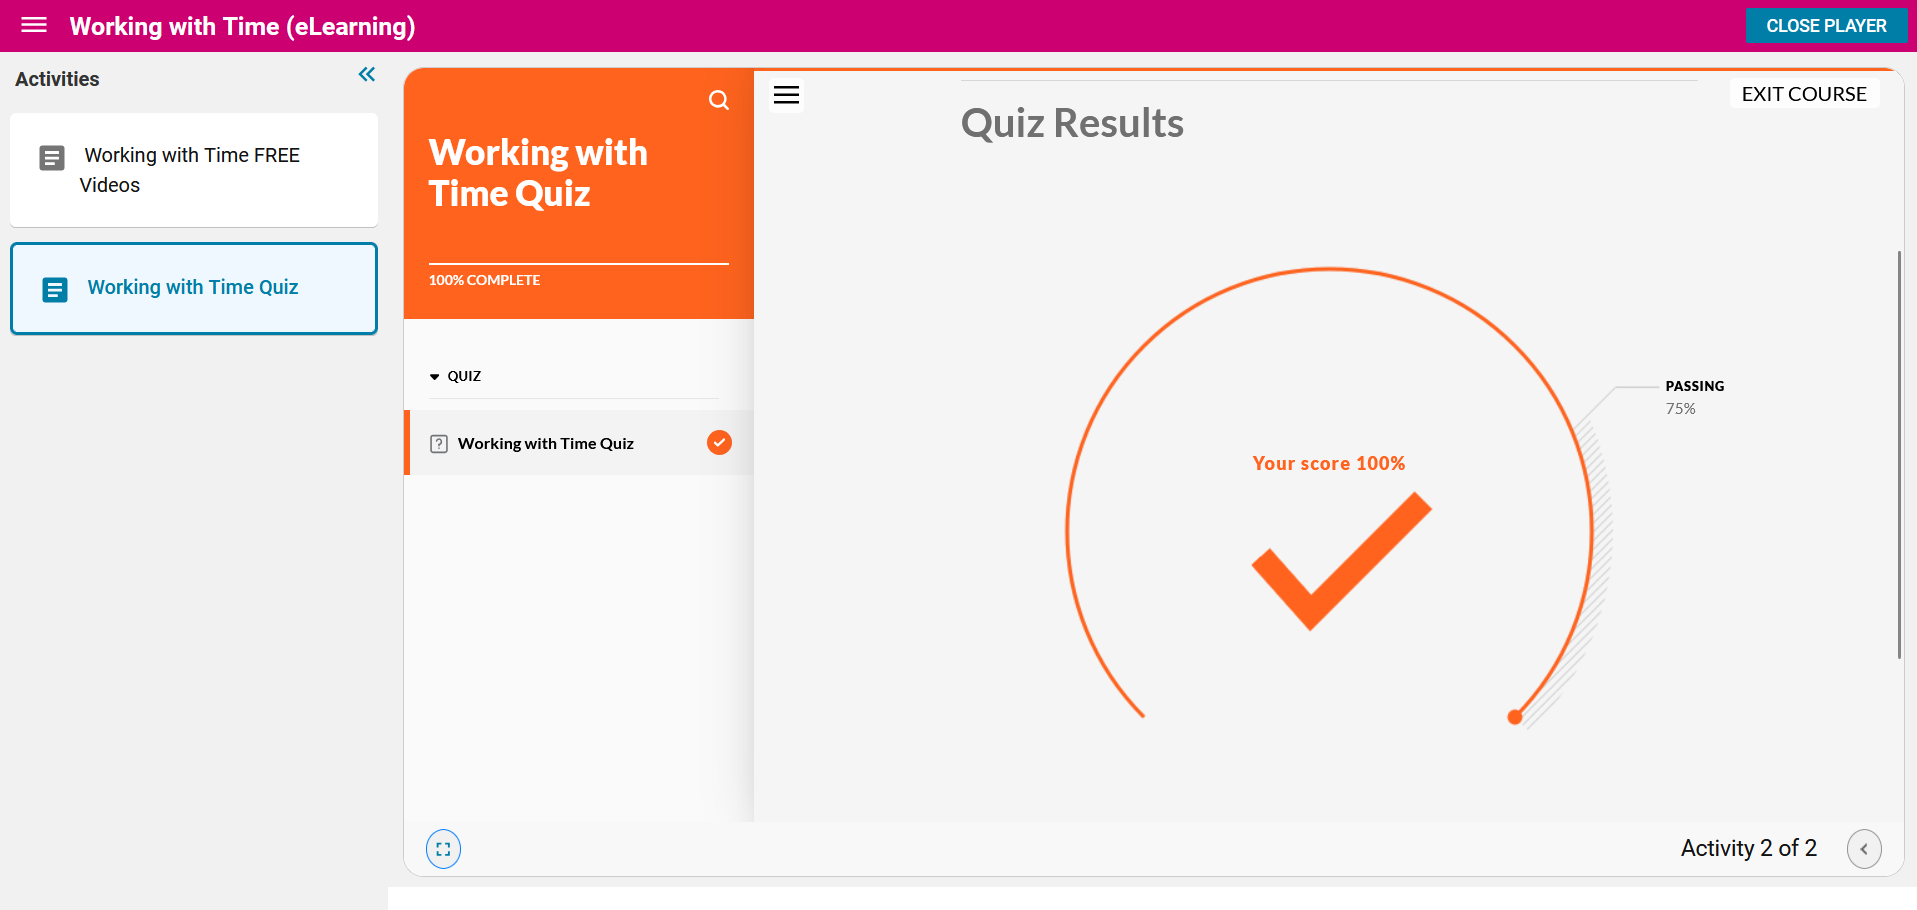 Working with Time (eLearning)
CLOSE PLAYER
Activities
Working with Time FREE
Videos
Working with Time Quiz
Working with
Time Quiz
100% COMPLETE
QUIZ
Working with Time Quiz
EXIT COURSE
Quiz Results
PASSING
75%
Your score 100%
Activity 2 of 2